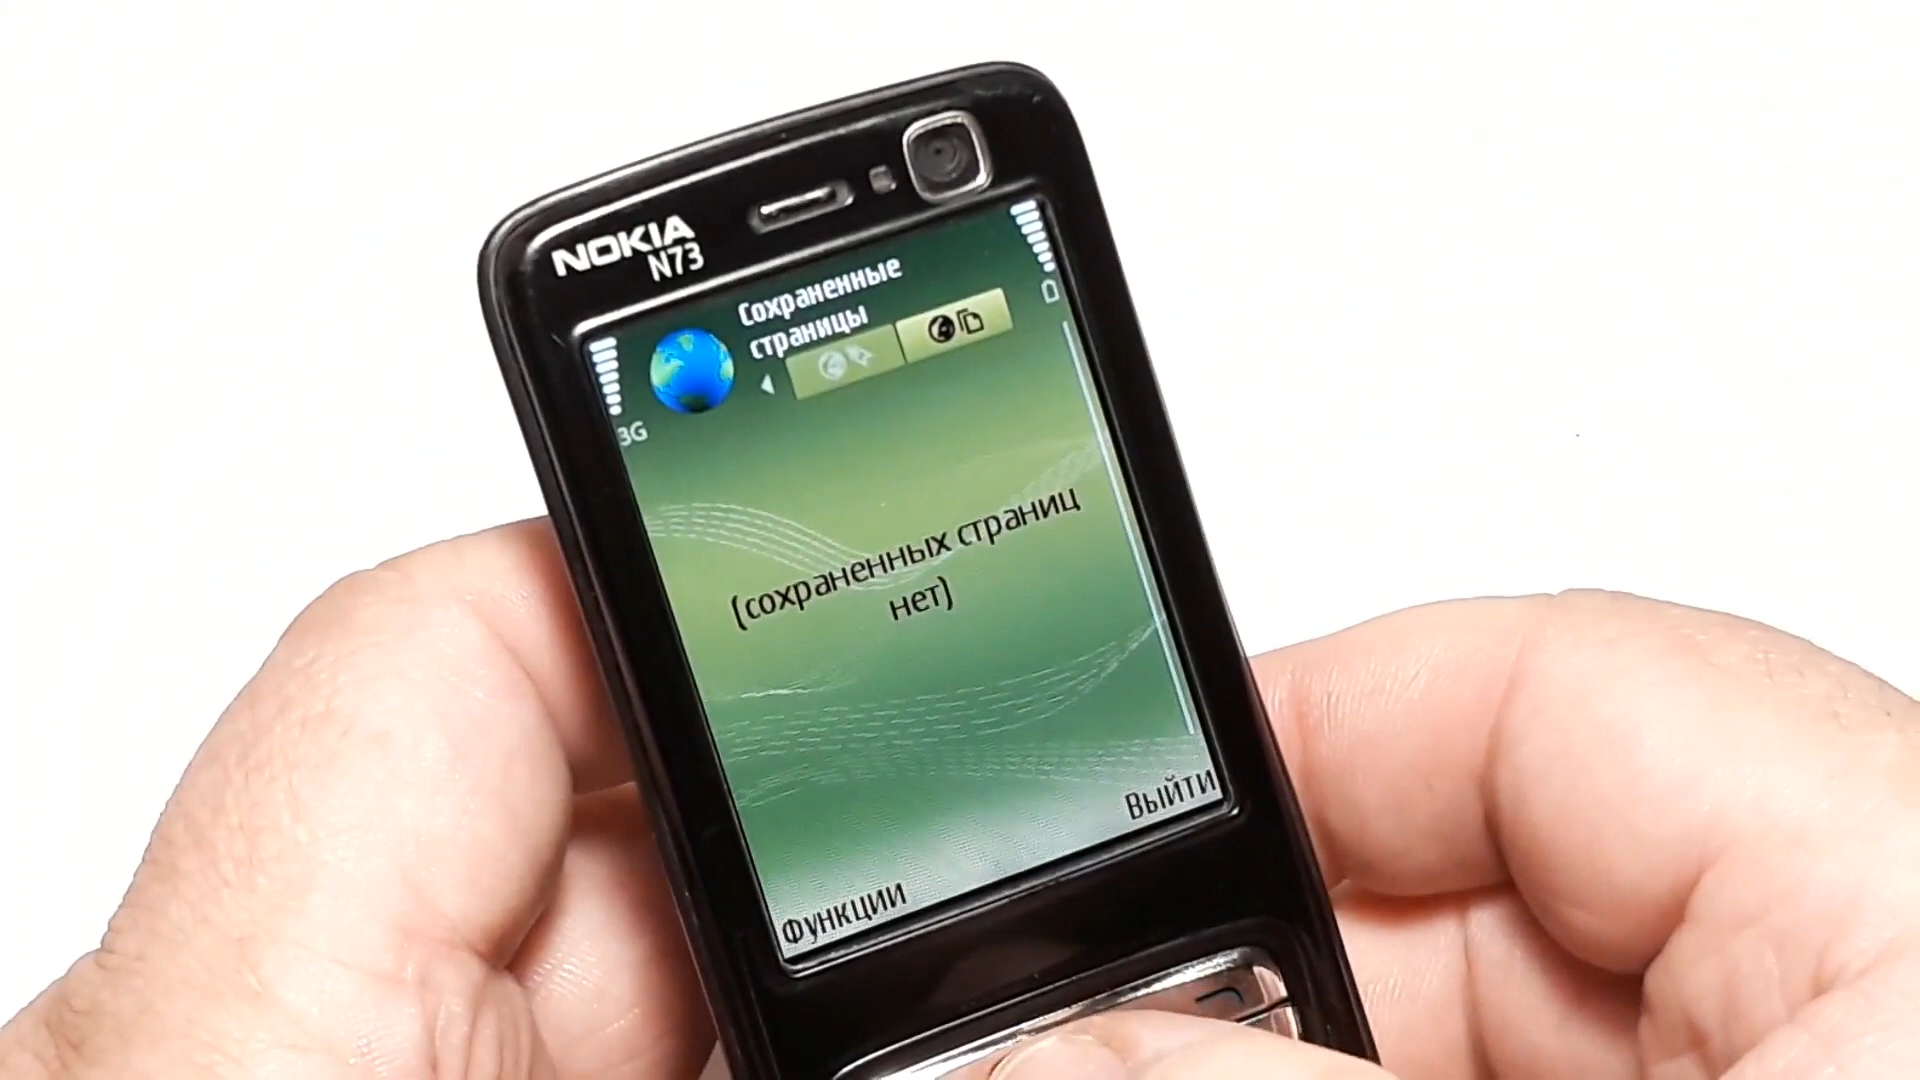 NOKIA
N73
Сохраненные
страницы
3G
(сохраненных страниц
нет)
Выйти
Функции